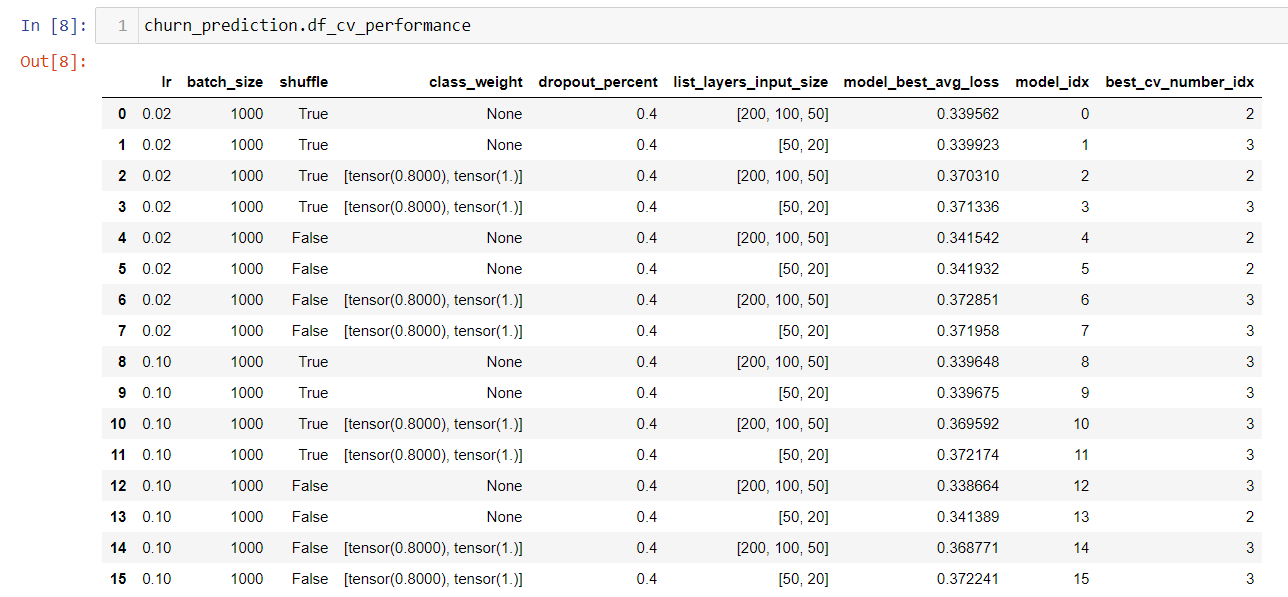 In [8]: 1 churn_prediction.df_cv_performance
Out[8]:
lr batch_size shuffle class_weight dropout_percent list_layers_input_size model_best_avg_loss model_idx best_cv_number_idx
0 0.02 1000 True None 0.4 [200, 100, 50] 0.339562 0 2
1 0.02 1000 True None 0.4 [50, 20] 0.339923 1 3
2 0.02 1000 True [tensor(0.8000), tensor(1.)] 0.4 [200, 100, 50] 0.370310 2 2
3 0.02 1000 True [tensor(0.8000), tensor(1.)] 0.4 [50, 20] 0.371336 3 3
4 0.02 1000 False None 0.4 [200, 100, 50] 0.341542 4 2
5 0.02 1000 False None 0.4 [50, 20] 0.341932 5 2
6 0.02 1000 False [tensor(0.8000), tensor(1.)] 0.4 [200, 100, 50] 0.372851 6 3
7 0.02 1000 False [tensor(0.8000), tensor(1.)] 0.4 [50, 20] 0.371958 7 3
8 0.10 1000 True None 0.4 [200, 100, 50] 0.339648 8 3
9 0.10 1000 True None 0.4 [50, 20] 0.339675 9 3
10 0.10 1000 True [tensor(0.8000), tensor(1.)] 0.4 [200, 100, 50] 0.369592 10 3
11 0.10 1000 True [tensor(0.8000), tensor(1.)] 0.4 [50, 20] 0.372174 11 3
12 0.10 1000 False None 0.4 [200, 100, 50] 0.338664 12 3
13 0.10 1000 False None 0.4 [50, 20] 0.341389 13 2
14 0.10 1000 False [tensor(0.8000), tensor(1.)] 0.4 [200, 100, 50] 0.368771 14 3
15 0.10 1000 False [tensor(0.8000), tensor(1.)] 0.4 [50, 20] 0.372241 15 3